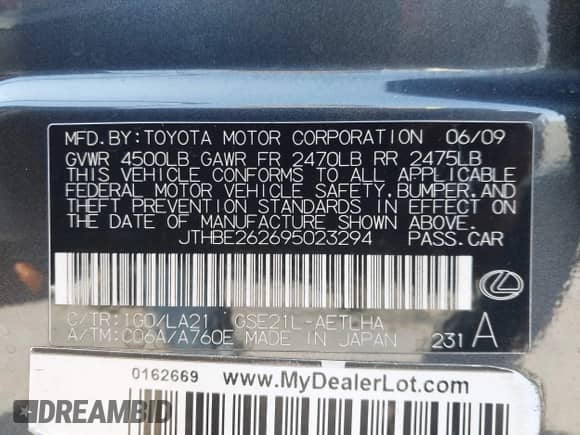 MFD.BY:TOYOTA MOTOR CORPORATION 06/09
GVWR 4500LB GAWR FR 2470LB RR 2475LB
THIS VEHICLE CONFORMS TO ALL APPLICABLE
FEDERAL MOTOR VEHICLE SAFETY,BUMPER,AND
THEFT PREVENTION STANDARDS IN EFFECT ON
THE DATE OF MANUFACTURE SHOWN ABOVE.
JTHBE262695023294 PASS.CAR
C/TR:1G0/LA21 GSE21L-AETLHA
A/TM:C06A/A760E MADE IN JAPAN 231 A
0162669 www.MyDealerLot.com
DREAMBID